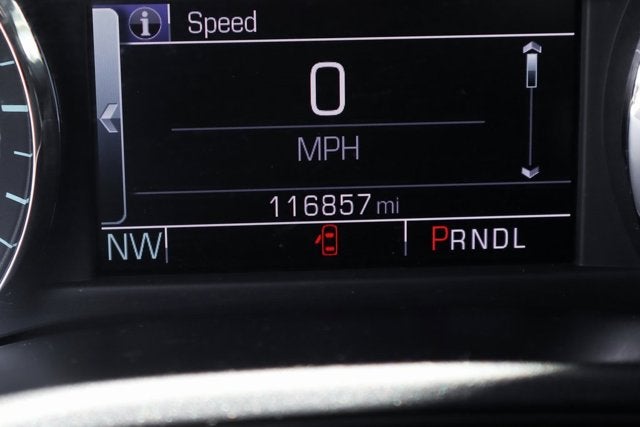 i Speed
0
MPH
116857 mi
NW PRNDL